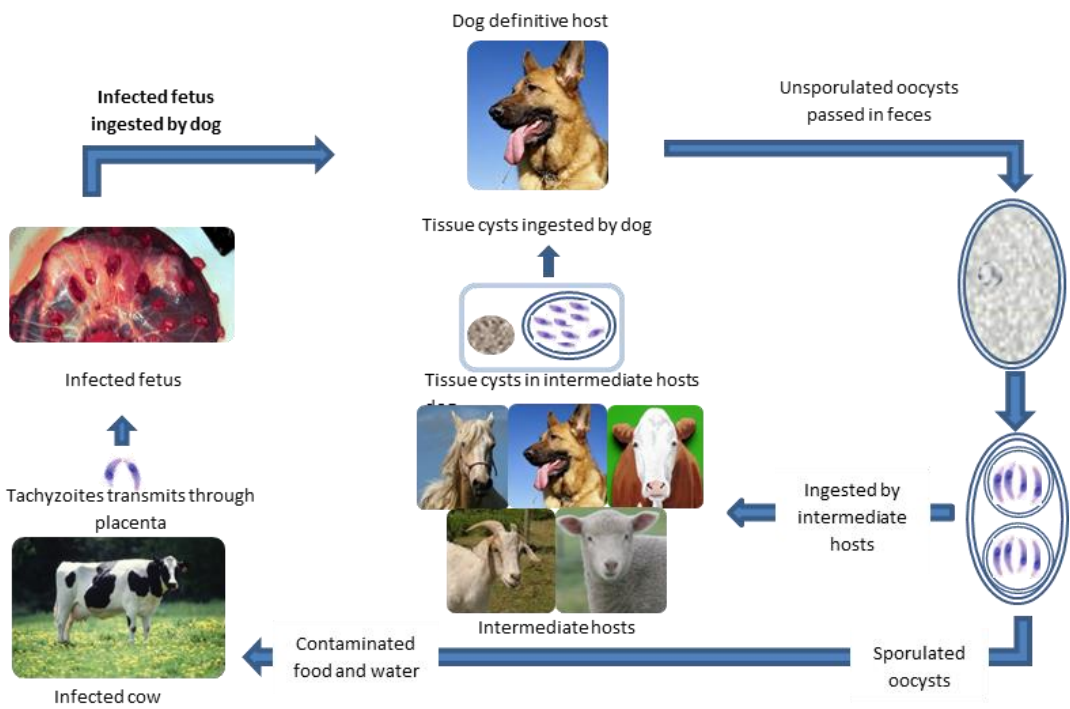 Dog definitive host
Infected fetus
ingested by dog
Unsporulated oocysts
passed in feces
Tissue cysts ingested by dog
Infected fetus
Tissue cysts in intermediate hosts
dog
Tachyzoites transmits through
placenta
Ingested by
intermediate
hosts
Intermediate hosts
Contaminated
food and water
Sporulated
oocysts
Infected cow